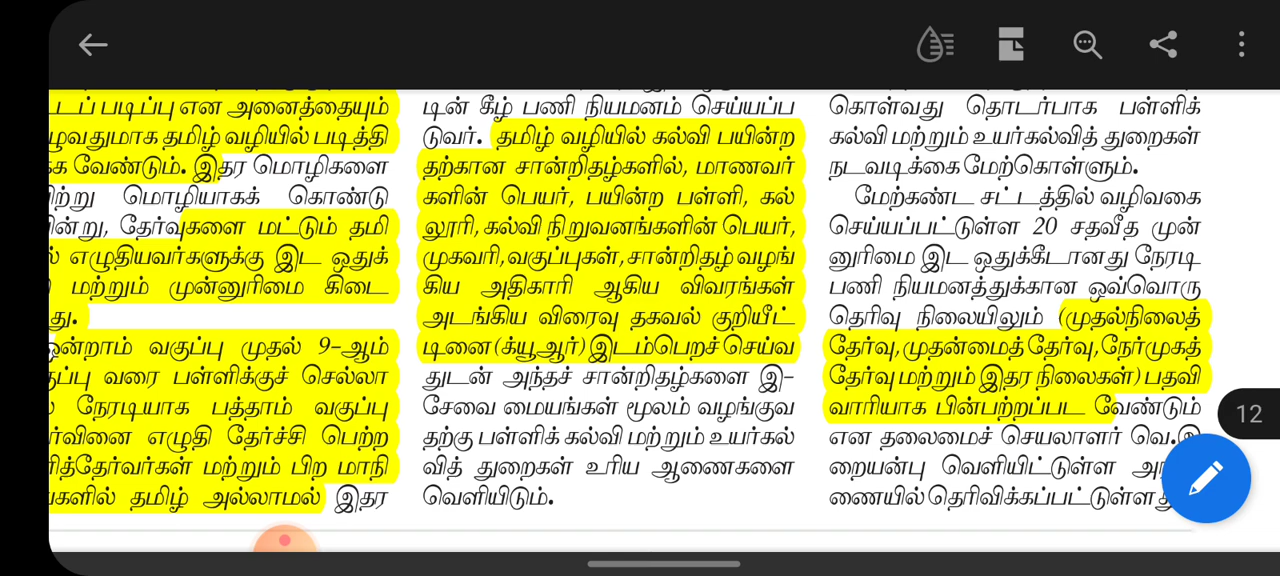 டப் படிப்பு என அனைத்தையும்
ழுவதுமாக தமிழ் வழியில் படித்தி
க வேண்டும். இதர மொழிகளை
ிற்று மொழியாகக் கொண்டு
ின்று, தேர்வுகளை மட்டும் தமி
எழுதியவர்களுக்கு இட ஒதுக்
மற்றும் முன்னுரிமை கிடை
து.
ஒன்றாம் வகுப்பு முதல் 9-ஆம்
ப்பு வரை பள்ளிக்குச் செல்லா
நேரடியாக பத்தாம் வகுப்பு
ர்வினை எழுதி தேர்ச்சி பெற்ற
ித்தேர்வர்கள் மற்றும் பிற மாநி
ங்களில் தமிழ் அல்லாமல் இதர
டின் கீழ் பணி நியமனம் செய்யப்ப
டுவர். தமிழ் வழியில் கல்வி பயின்ற
தற்கான சான்றிதழ்களில், மாணவர்
களின் பெயர், பயின்ற பள்ளி, கல்
லூரி, கல்வி நிறுவனங்களின் பெயர்,
முகவரி, வகுப்புகள், சான்றிதழ் வழங்
கிய அதிகாரி ஆகிய விவரங்கள்
அடங்கிய விரைவு தகவல் குறியீட்
டினை (க்யூஆர்) இடம்பெறச் செய்வ
துடன் அந்தச் சான்றிதழ்களை இ-
சேவை மையங்கள் மூலம் வழங்குவ
தற்கு பள்ளிக் கல்வி மற்றும் உயர்கல்
வித் துறைகள் உரிய ஆணைகளை
வெளியிடும்.
கொள்வது தொடர்பாக பள்ளிக்
கல்வி மற்றும் உயர்கல்வித் துறைகள்
நடவடிக்கை மேற்கொள்ளும்.
மேற்கண்ட சட்டத்தில் வழிவகை
செய்யப்பட்டுள்ள 20 சதவீத முன்
னுரிமை இட ஒதுக்கீடானது நேரடி
பணி நியமனத்துக்கான ஒவ்வொரு
தெரிவு நிலையிலும் (முதல்நிலைத்
தேர்வு, முதன்மைத் தேர்வு, நேர்முகத்
தேர்வு மற்றும் இதர நிலைகள்) பதவி
வாரியாக பின்பற்றப்பட வேண்டும்
என தலைமைச் செயலாளர் வெ.இ
றையன்பு வெளியிட்டுள்ள அ
ணையில் தெரிவிக்கப்பட்டுள்ளது.
12